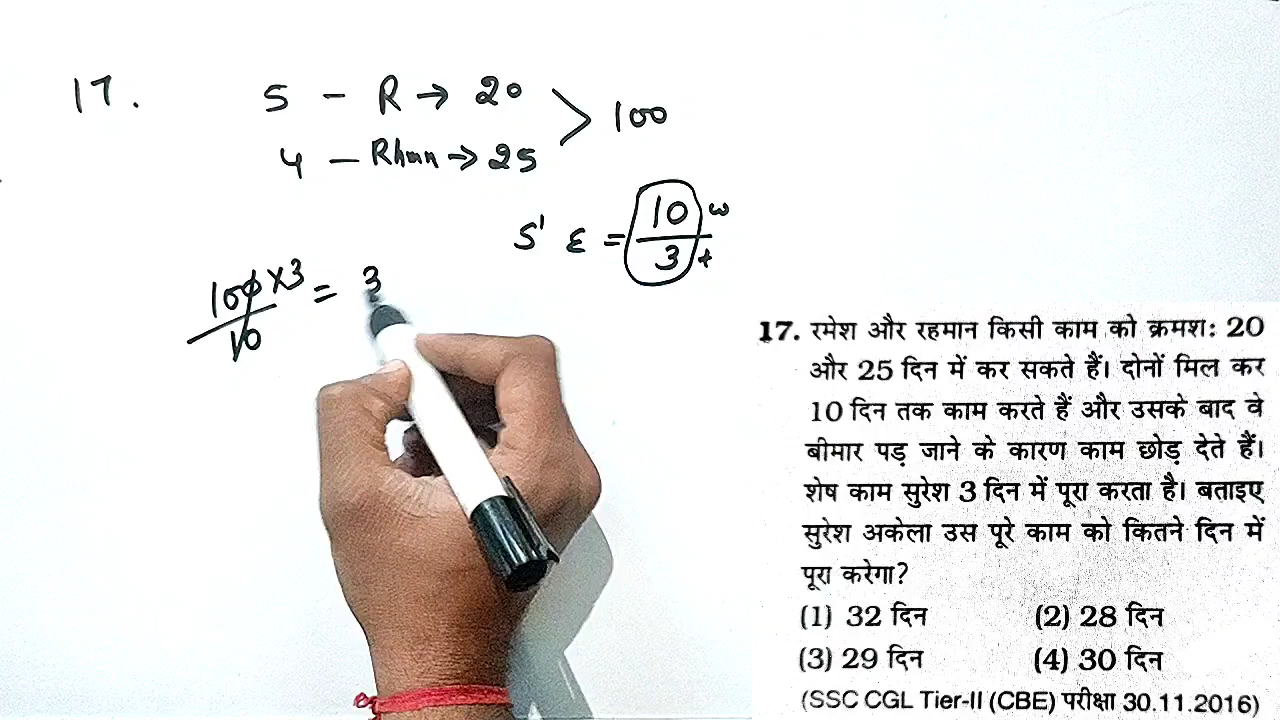 17. 5 - R → 20
4 - Rhmn → 25 > 100
S' ε = 10/3 w/t
100 × 3 / 10 = 3
17. रमेश और रहमान किसी काम को क्रमश: 20
और 25 दिन में कर सकते हैं। दोनों मिल कर
10 दिन तक काम करते हैं और उसके बाद वे
बीमार पड़ जाने के कारण काम छोड़ देते हैं।
शेष काम सुरेश 3 दिन में पूरा करता है। बताइए
सुरेश अकेला उस पूरे काम को कितने दिन में
पूरा करेगा?
(1) 32 दिन (2) 28 दिन
(3) 29 दिन (4) 30 दिन
(SSC CGL Tier-II (CBE) परीक्षा 30.11.2016)